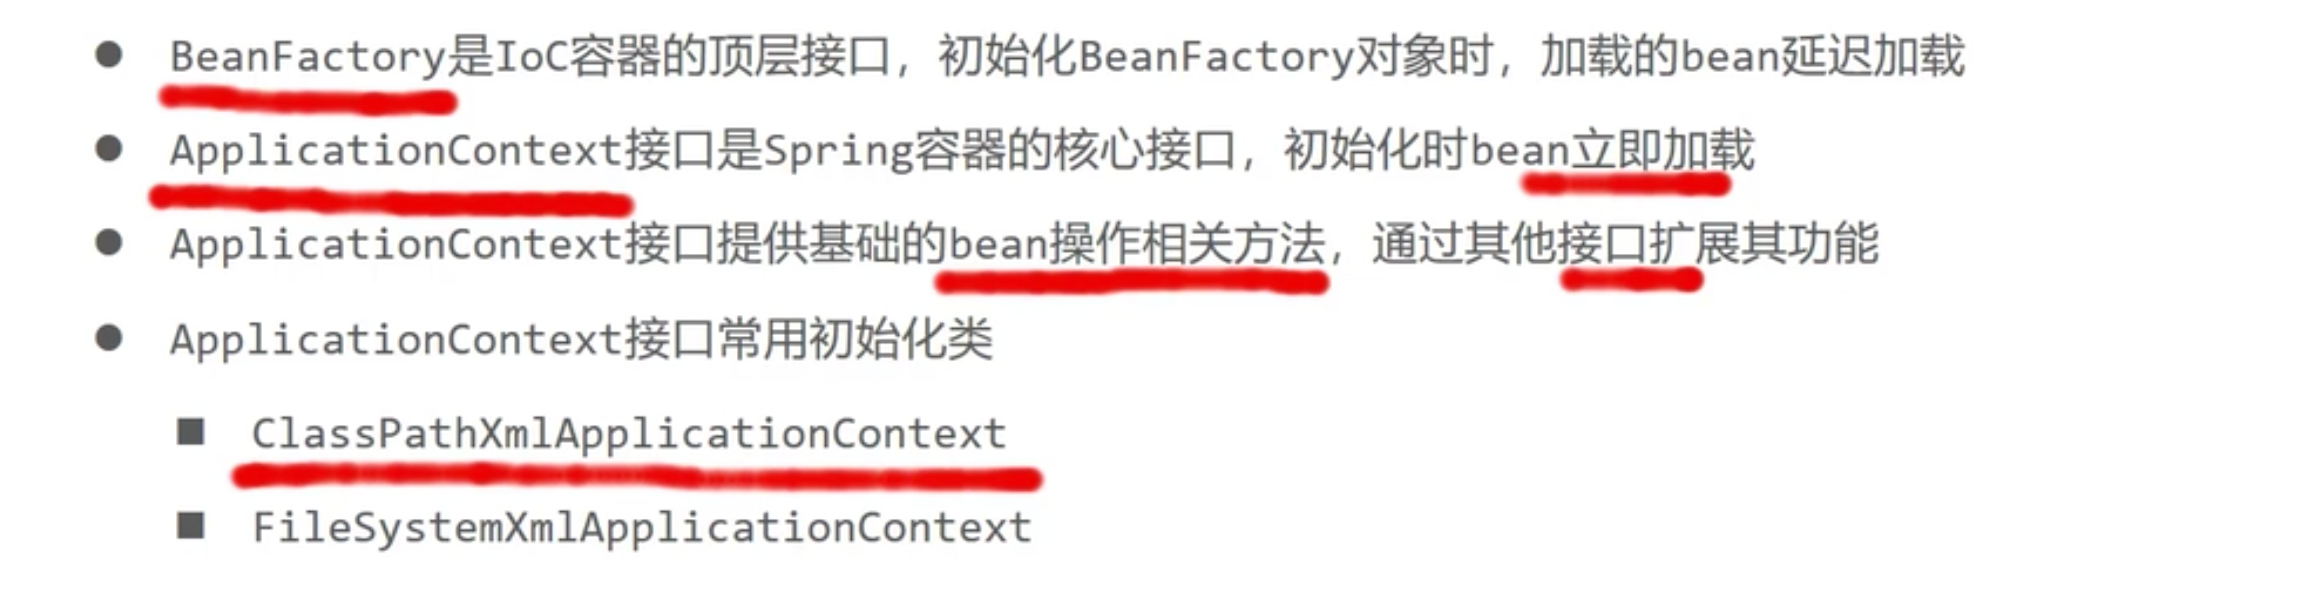 ● BeanFactory是IoC容器的顶层接口，初始化BeanFactory对象时，加载的bean延迟加载
● ApplicationContext接口是Spring容器的核心接口，初始化时bean立即加载
● ApplicationContext接口提供基础的bean操作相关方法，通过其他接口扩展其功能
● ApplicationContext接口常用初始化类
■ ClassPathXmlApplicationContext
■ FileSystemXmlApplicationContext